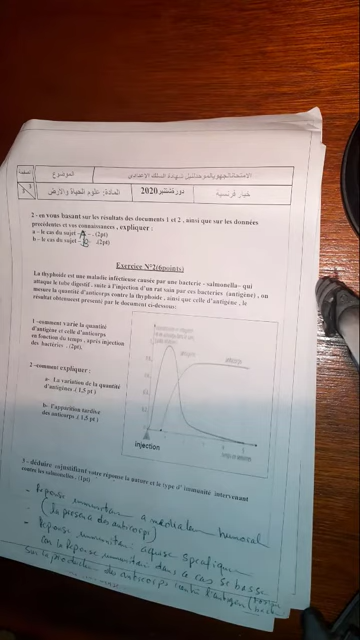 الامتحان الجهوي الموحد لنيل شهادة السلك الإعدادي
الموضوع
الصفحة
خيار فرنسية
دورة شتنبر 2020
المادة: علوم الحياة والأرض
2 - en vous basant sur les résultats des documents 1 et 2 , ainsi que sur les données
précédentes et vos connaissances , expliquer :
a - le cas du sujet - A - . (2pt)
b - le cas du sujet - B - .(2pt)
Exercice N°2(6points)
La thyphoide est une maladie infectieuse causée par une bacterie - salmonella- qui
attaque le tube digestif . suite à l'injection d'un rat sain par ces bacteries (antigène) , on
mesure la quantité d'anticorps contre la thyphoide , ainsi que celle d'antigène , le
résultat obtenu est présenté par le document ci-dessous:
1 -comment varie la quantité
d'antigène et celle d'anticorps
en fonction du temps , après injection
des bactéries . (2pt).
2 -comment expliquer :
a- La variation de la quantité
d'antigènes .( 1,5 pt )
b- l'apparition tardive
des anticorps .( 1,5 pt )
injection
3 - déduire en justifiant votre réponse la nature et le type d' immunité intervenant
contre les salmonelles . (1pt)
- Réponse immunitaire à médiation humoral
(la présence des anticorps)
- Réponse immunitaire acquise spécifique
Car la Réponse immunitaire dans ce cas se base
sur la production des anticorps contre l'antigène